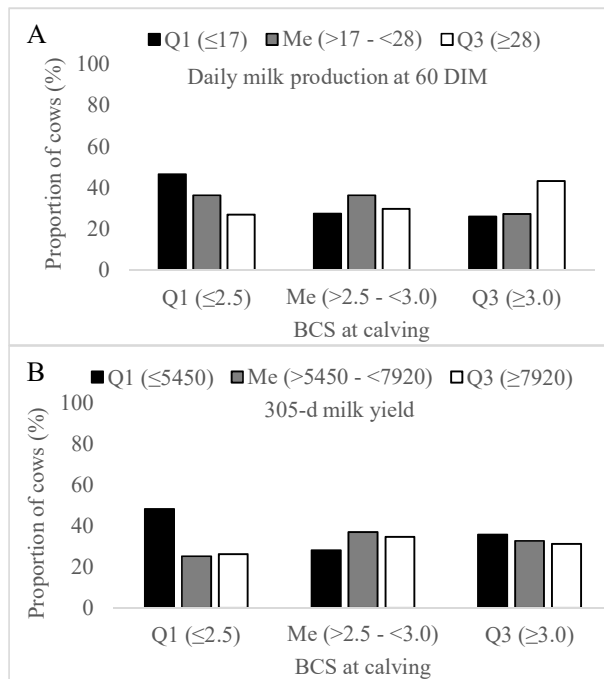 A
Q1 (≤17) Me (>17 - <28) Q3 (≥28)
Daily milk production at 60 DIM
Proportion of cows (%)
100
80
60
40
20
0
Q1 (≤2.5) Me (>2.5 - <3.0) Q3 (≥3.0)
BCS at calving
B
Q1 (≤5450) Me (>5450 - <7920) Q3 (≥7920)
305-d milk yield
Proportion of cows (%)
100
80
60
40
20
0
Q1 (≤2.5) Me (>2.5 - <3.0) Q3 (≥3.0)
BCS at calving